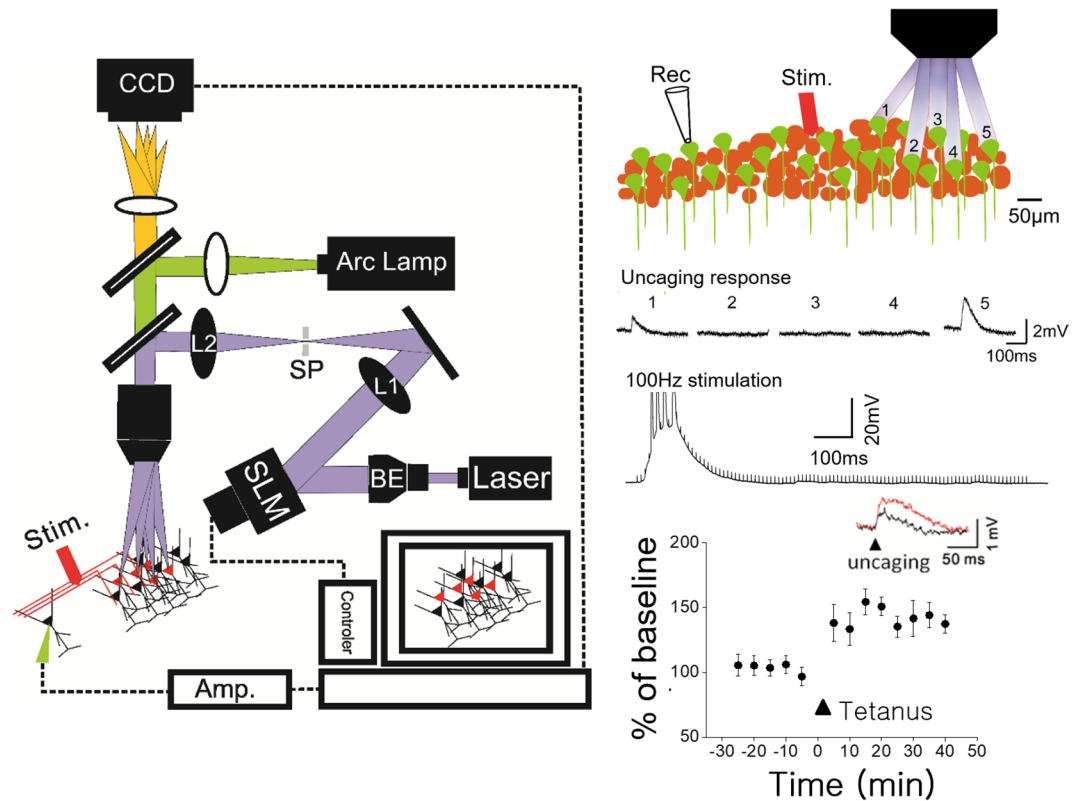 CCD
Arc Lamp
L2
SP
L1
SLM
BE
Laser
Stim.
Controler
Amp.
Rec
Stim.
1
2
3
4
5
50μm
Uncaging response
1 2 3 4 5
2mV
100ms
100Hz stimulation
20mV
100ms
uncaging
50 ms
1 mV
% of baseline
200
150
100
50
Tetanus
-30 -20 -10 0 10 20 30 40 50
Time (min)